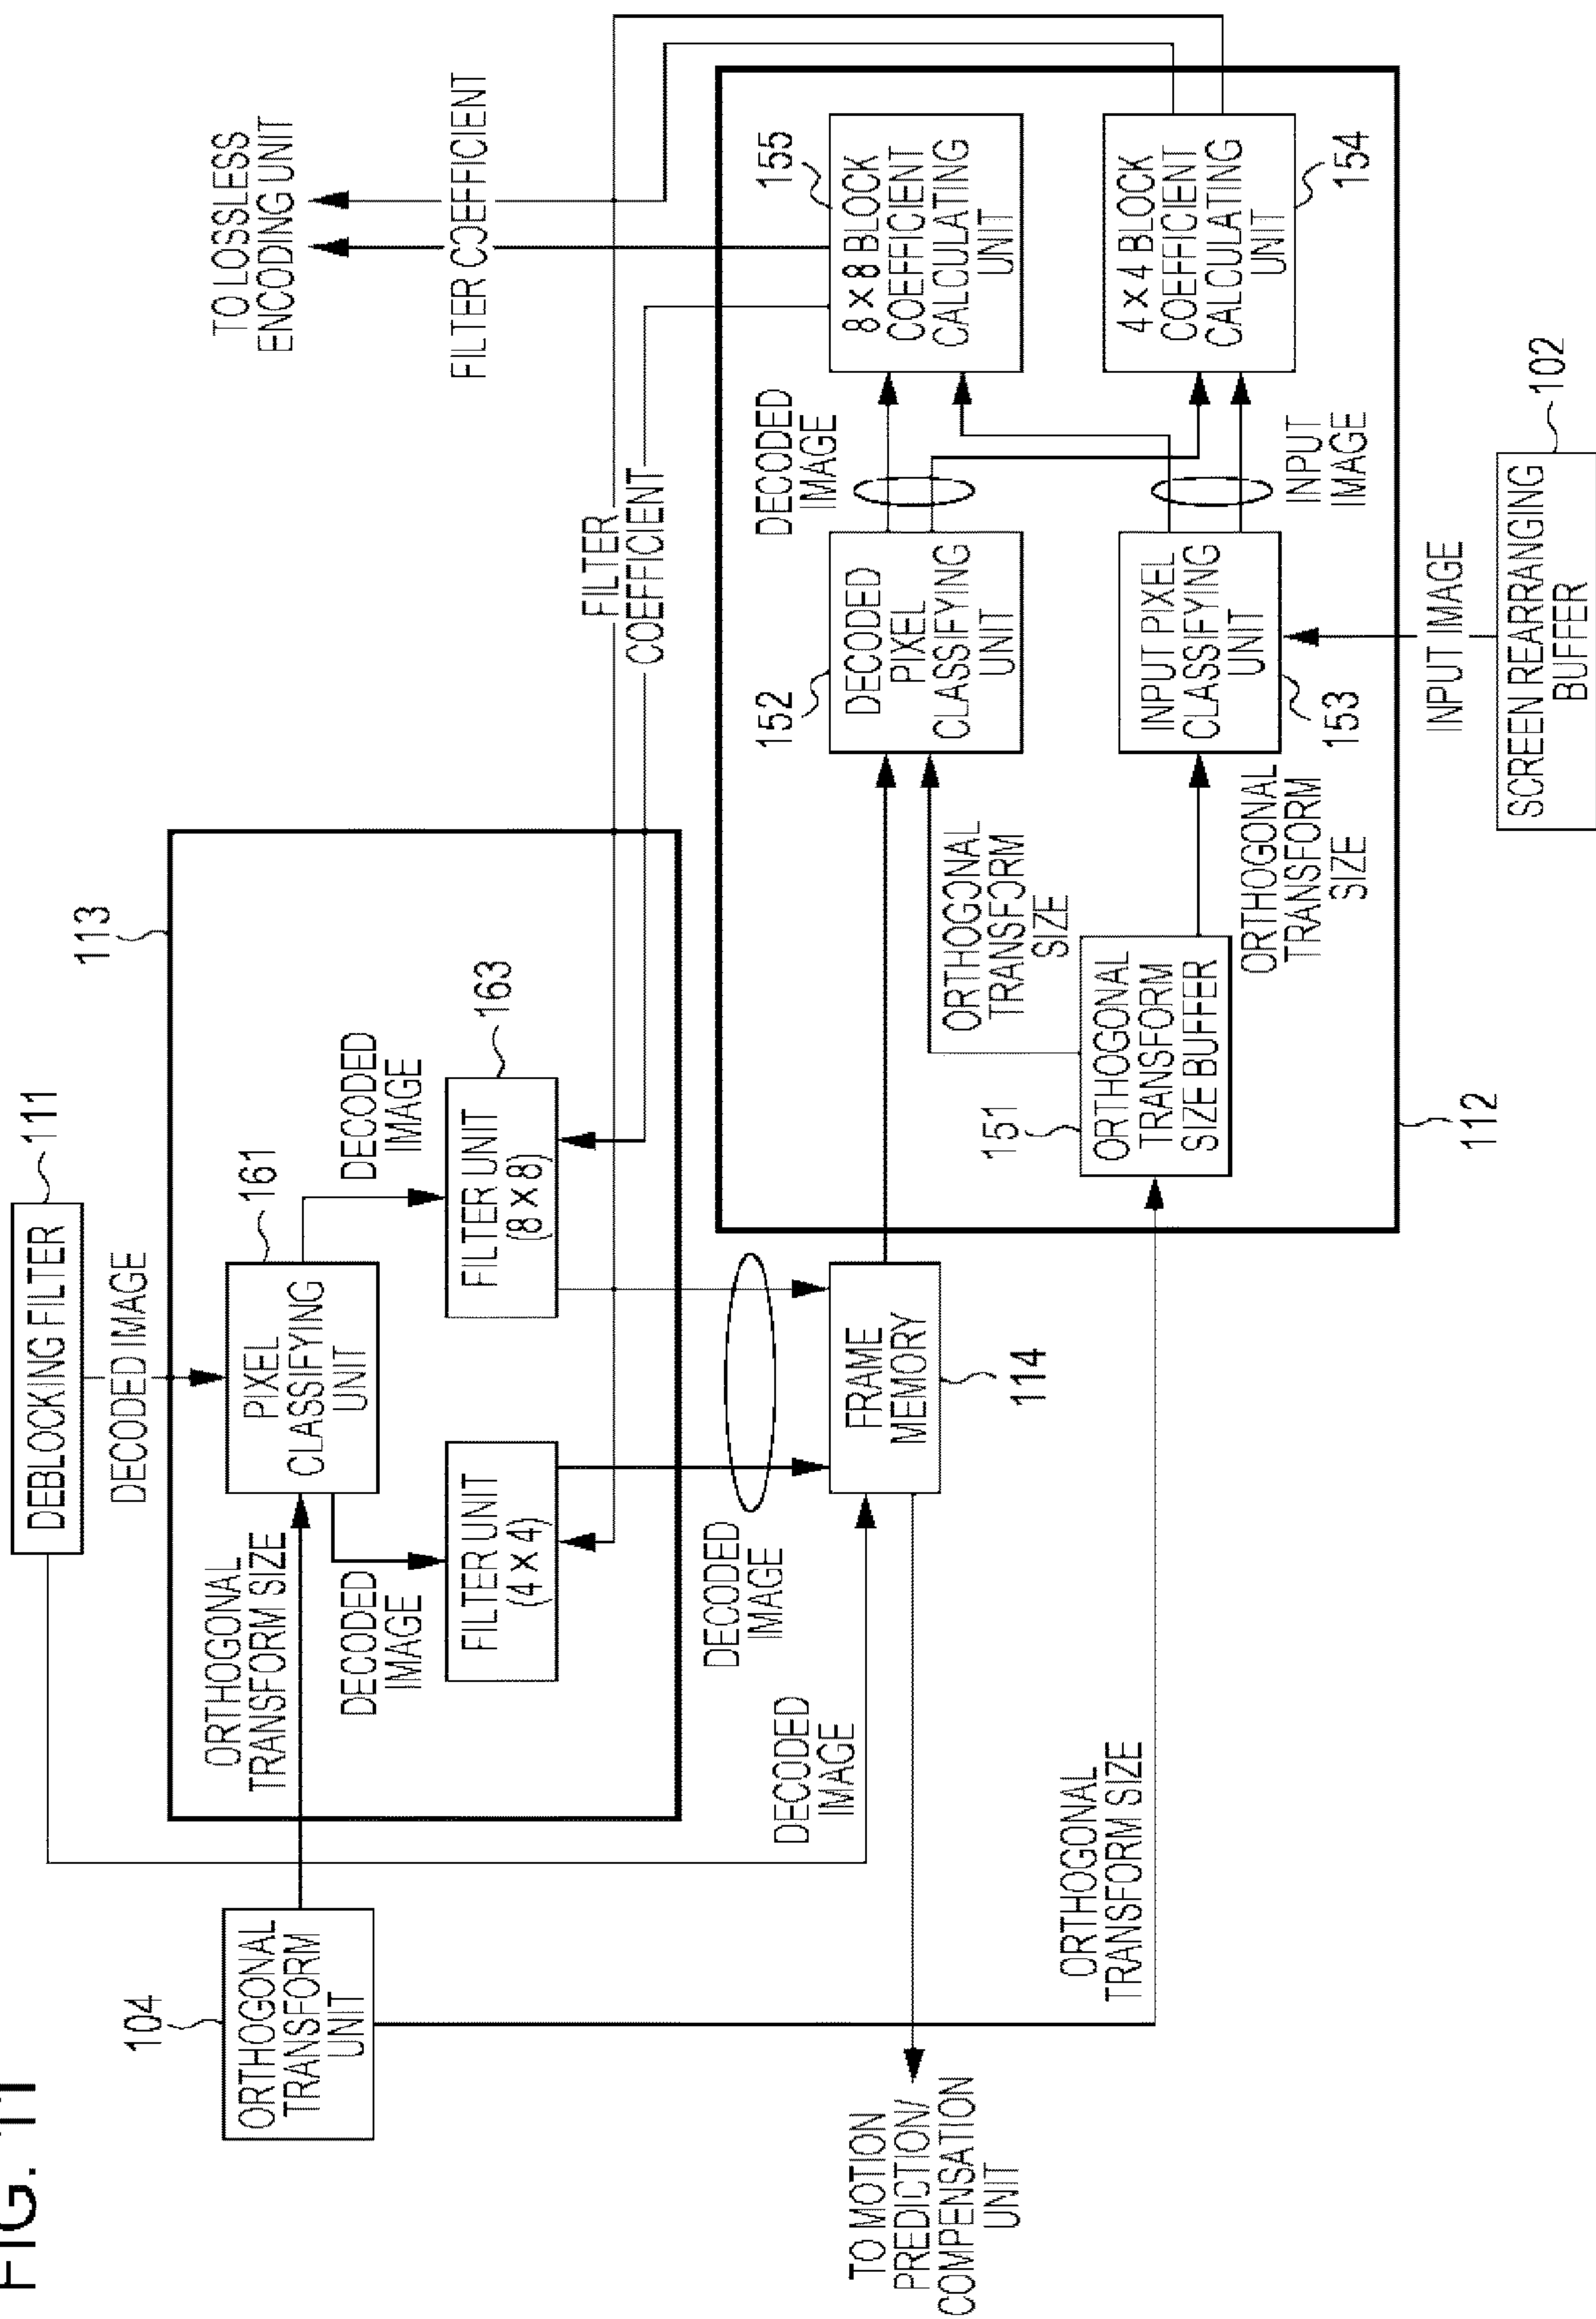 FIG. 11
104
ORTHOGONAL
TRANSFORM
UNIT
DEBLOCKING FILTER
111
DECODED IMAGE
113
ORTHOGONAL
TRANSFORM SIZE
PIXEL
CLASSIFYING
UNIT
161
DECODED
IMAGE
DECODED
IMAGE
FILTER UNIT
(4 × 4)
FILTER UNIT
(8 × 8)
163
TO LOSSLESS
ENCODING UNIT
FILTER COEFFICIENT
FILTER
COEFFICIENT
DECODED
IMAGE
DECODED
IMAGE
FRAME
MEMORY
114
TO MOTION
PREDICTION/
COMPENSATION
UNIT
ORTHOGONAL
TRANSFORM SIZE
151
ORTHOGONAL
TRANSFORM
SIZE BUFFER
ORTHOGONAL
TRANSFORM
SIZE
ORTHOGONAL
TRANSFORM
SIZE
152
DECODED
PIXEL
CLASSIFYING
UNIT
INPUT PIXEL
CLASSIFYING
UNIT
153
DECODED
IMAGE
INPUT
IMAGE
155
8 × 8 BLOCK
COEFFICIENT
CALCULATING
UNIT
4 × 4 BLOCK
COEFFICIENT
CALCULATING
UNIT
154
112
INPUT IMAGE
SCREEN REARRANGING
BUFFER
102